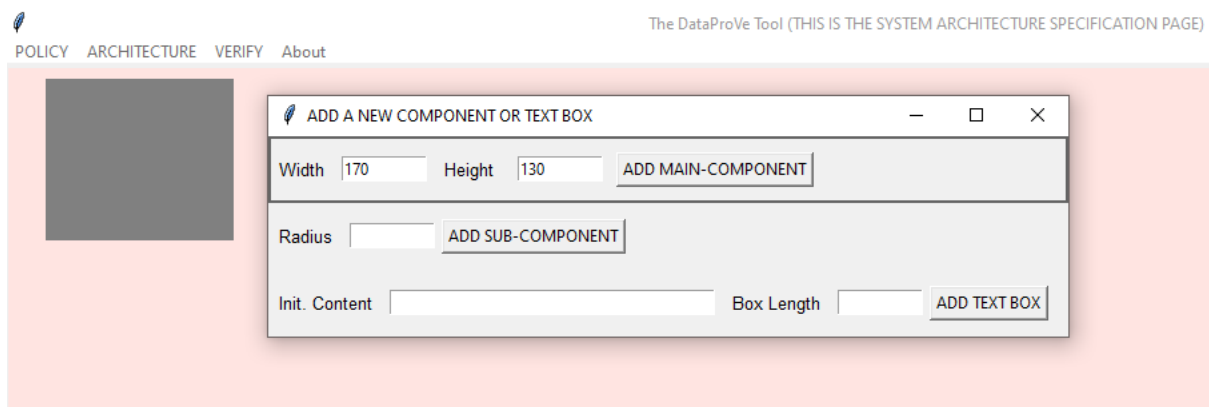 The DataProVe Tool (THIS IS THE SYSTEM ARCHITECTURE SPECIFICATION PAGE)
POLICY ARCHITECTURE VERIFY About
ADD A NEW COMPONENT OR TEXT BOX
Width 170 Height 130 ADD MAIN-COMPONENT
Radius ADD SUB-COMPONENT
Init. Content Box Length ADD TEXT BOX